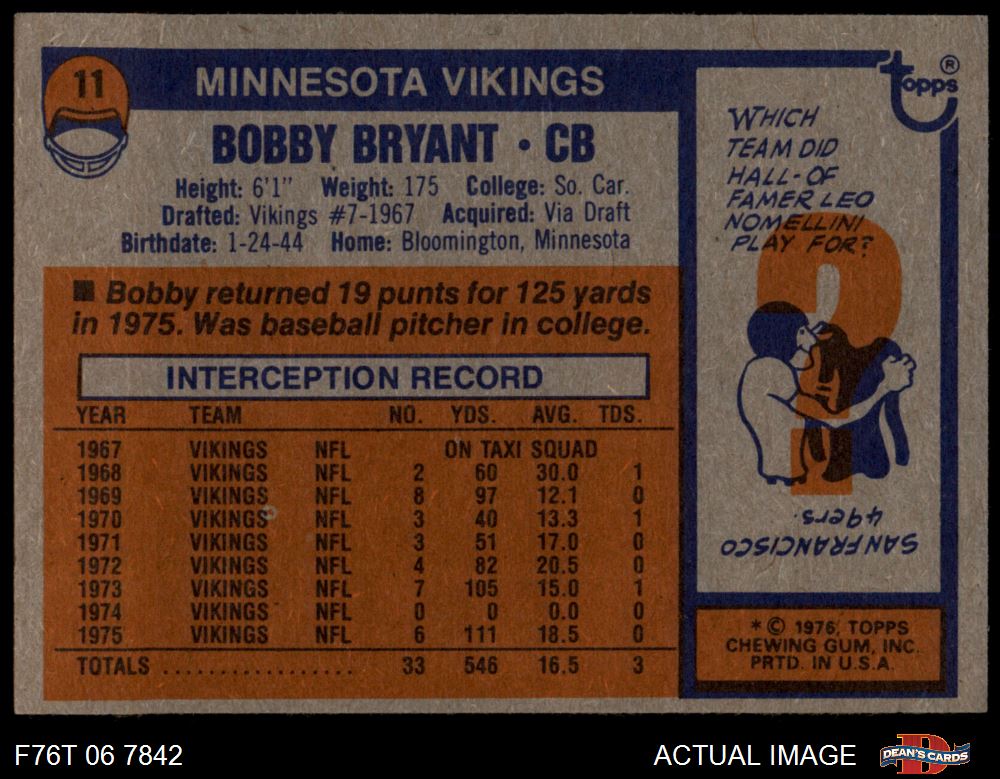 11
MINNESOTA VIKINGS
BOBBY BRYANT • CB
Height: 6'1" Weight: 175 College: So. Car.
Drafted: Vikings #7-1967 Acquired: Via Draft
Birthdate: 1-24-44 Home: Bloomington, Minnesota
■ Bobby returned 19 punts for 125 yards
in 1975. Was baseball pitcher in college.
INTERCEPTION RECORD
YEAR TEAM NO. YDS. AVG. TDS.
1967 VIKINGS NFL ON TAXI SQUAD
1968 VIKINGS NFL 2 60 30.0 1
1969 VIKINGS NFL 8 97 12.1 0
1970 VIKINGS NFL 3 40 13.3 1
1971 VIKINGS NFL 3 51 17.0 0
1972 VIKINGS NFL 4 82 20.5 0
1973 VIKINGS NFL 7 105 15.0 1
1974 VIKINGS NFL 0 0 0.0 0
1975 VIKINGS NFL 6 111 18.5 0
TOTALS .................. 33 546 16.5 3
topps ®
WHICH
TEAM DID
HALL-OF
FAMER LEO
NOMELLINI
PLAY FOR?
?
SAN FRANCISCO
49ers.
* © 1976, TOPPS
CHEWING GUM, INC.
PRTD. IN U.S.A.
F76T 06 7842
ACTUAL IMAGE
D
DEAN'S CARDS